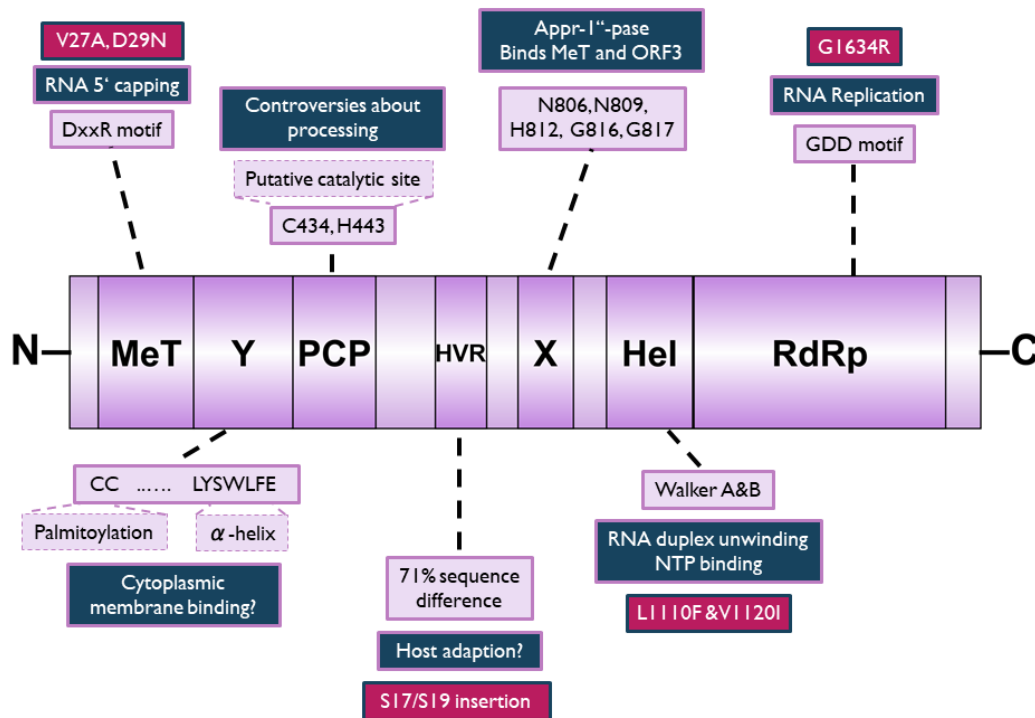 V27A, D29N
RNA 5‘ capping
DxxR motif
Controversies about
processing
Putative catalytic site
C434, H443
Appr-1“-pase
Binds MeT and ORF3
N806, N809,
H812, G816, G817
G1634R
RNA Replication
GDD motif
N
MeT
Y
PCP
HVR
X
Hel
RdRp
C
CC ...... LYSWLFE
Palmitoylation
α-helix
Cytoplasmic
membrane binding?
71% sequence
difference
Host adaption?
S17/S19 insertion
Walker A&B
RNA duplex unwinding
NTP binding
L1110F &V1120I